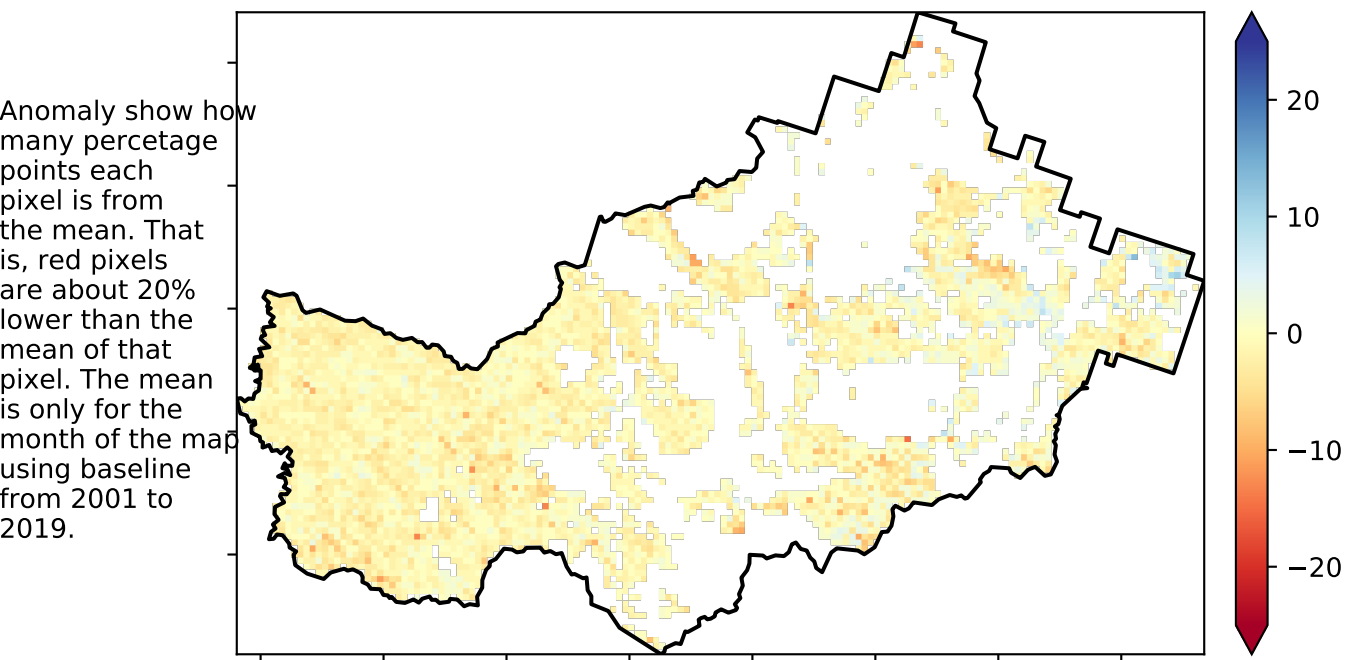 Anomaly show how
many percetage
points each
pixel is from
the mean. That
is, red pixels
are about 20%
lower than the
mean of that
pixel. The mean
is only for the
month of the map
using baseline
from 2001 to
2019.
20
10
0
−10
−20